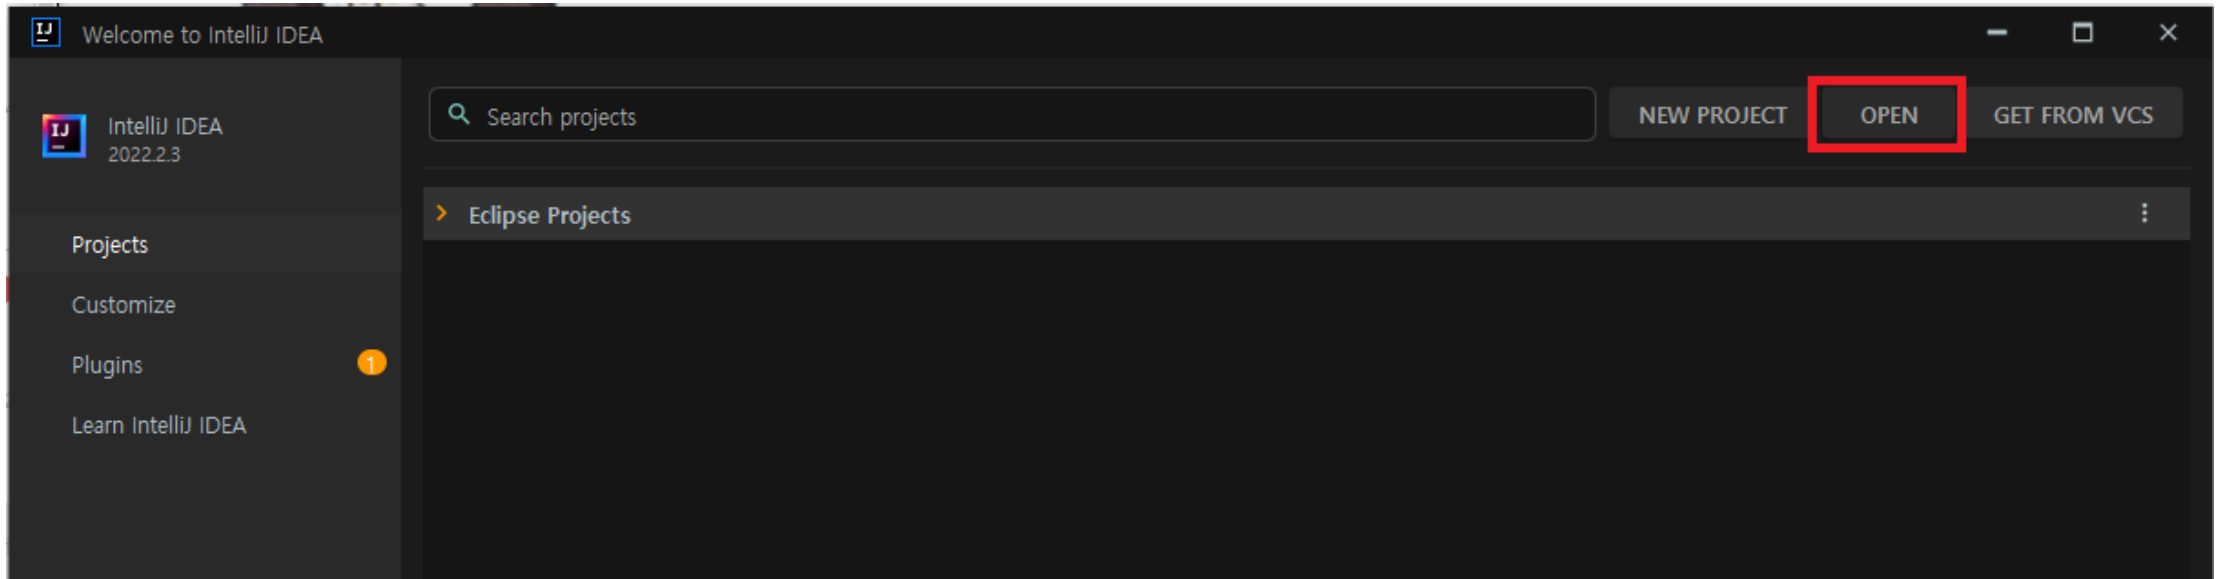 IJ Welcome to IntelliJ IDEA
IJ IntelliJ IDEA
2022.2.3
Search projects
NEW PROJECT OPEN GET FROM VCS
Eclipse Projects
Projects
Customize
Plugins 1
Learn IntelliJ IDEA